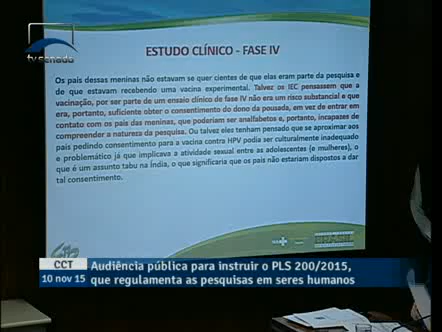 tv senado
ESTUDO CLÍNICO - FASE IV
Os pais dessas meninas não estavam se quer cientes de que elas eram parte da pesquisa e
de que estavam recebendo uma vacina experimental. Talvez os IEC pensassem que a
vacinação, por ser parte de um ensaio clínico de fase IV não era um risco substancial e que
era, portanto, suficiente obter o consentimento do dono da pousada, em vez de entrar em
contato com os pais das meninas, que poderiam ser analfabetos e, portanto, incapazes de
compreender a natureza da pesquisa. Ou talvez eles tenham pensado que se aproximar aos
pais pedindo consentimento para a vacina contra HPV podia ser culturalmente inadequado
e problemático já que implicava a atividade sexual entre as adolescentes (e mulheres), o
que é um assunto tabu na Índia, o que significaria que os pais não estariam dispostos a dar
tal consentimento.
SUS
BRASIL
CCT
10 nov 15
Audiência pública para instruir o PLS 200/2015,
que regulamenta as pesquisas em seres humanos